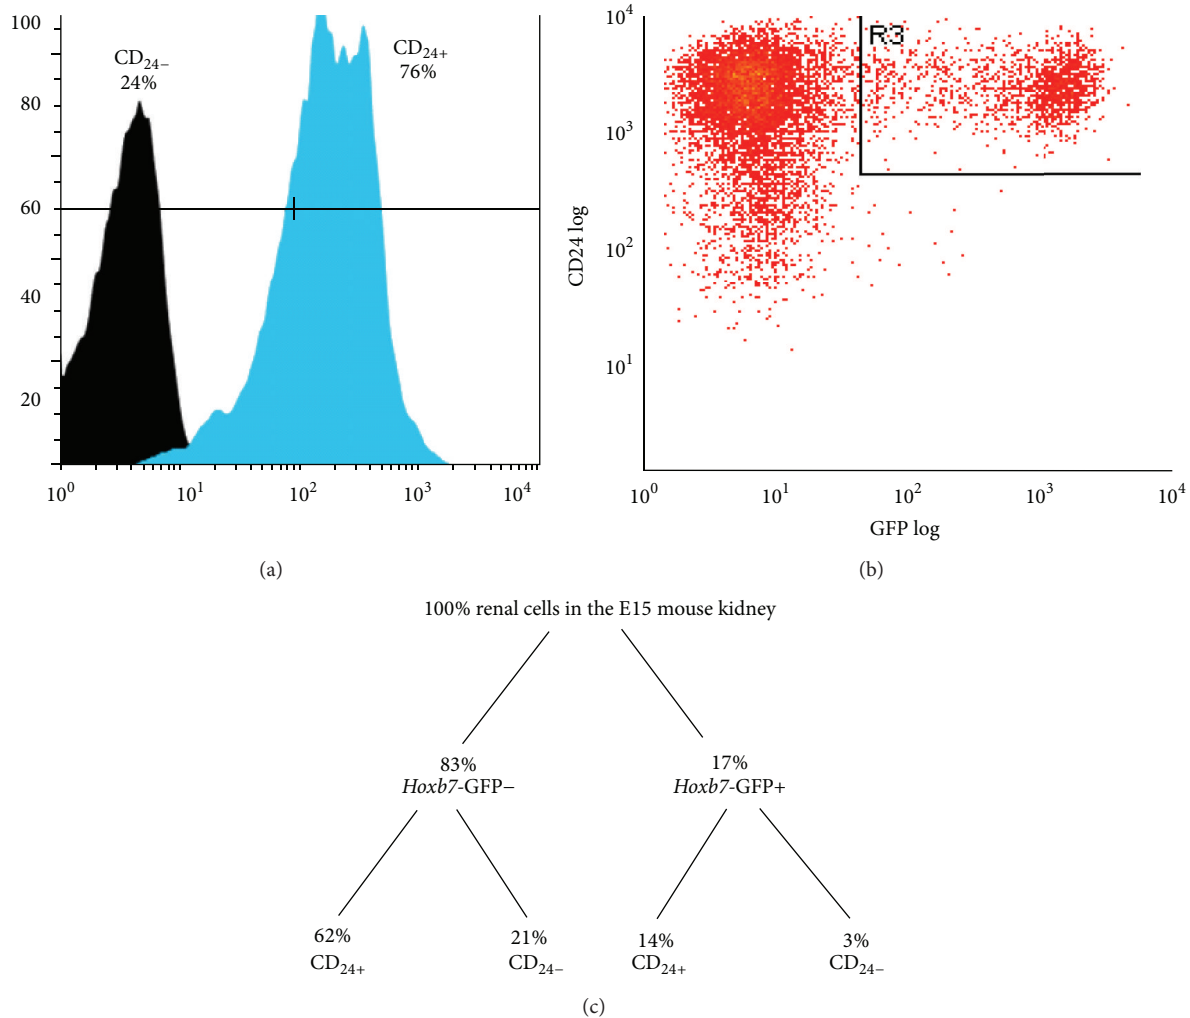 100
80
60
40
20
CD24−
24%
CD24+
76%
10^0 10^1 10^2 10^3 10^4
(a)
10^4
10^3
10^2
10^1
CD24 log
R3
10^0 10^1 10^2 10^3 10^4
GFP log
(b)
100% renal cells in the E15 mouse kidney
83%
Hoxb7-GFP−
17%
Hoxb7-GFP+
62%
CD24+
21%
CD24−
14%
CD24+
3%
CD24−
(c)